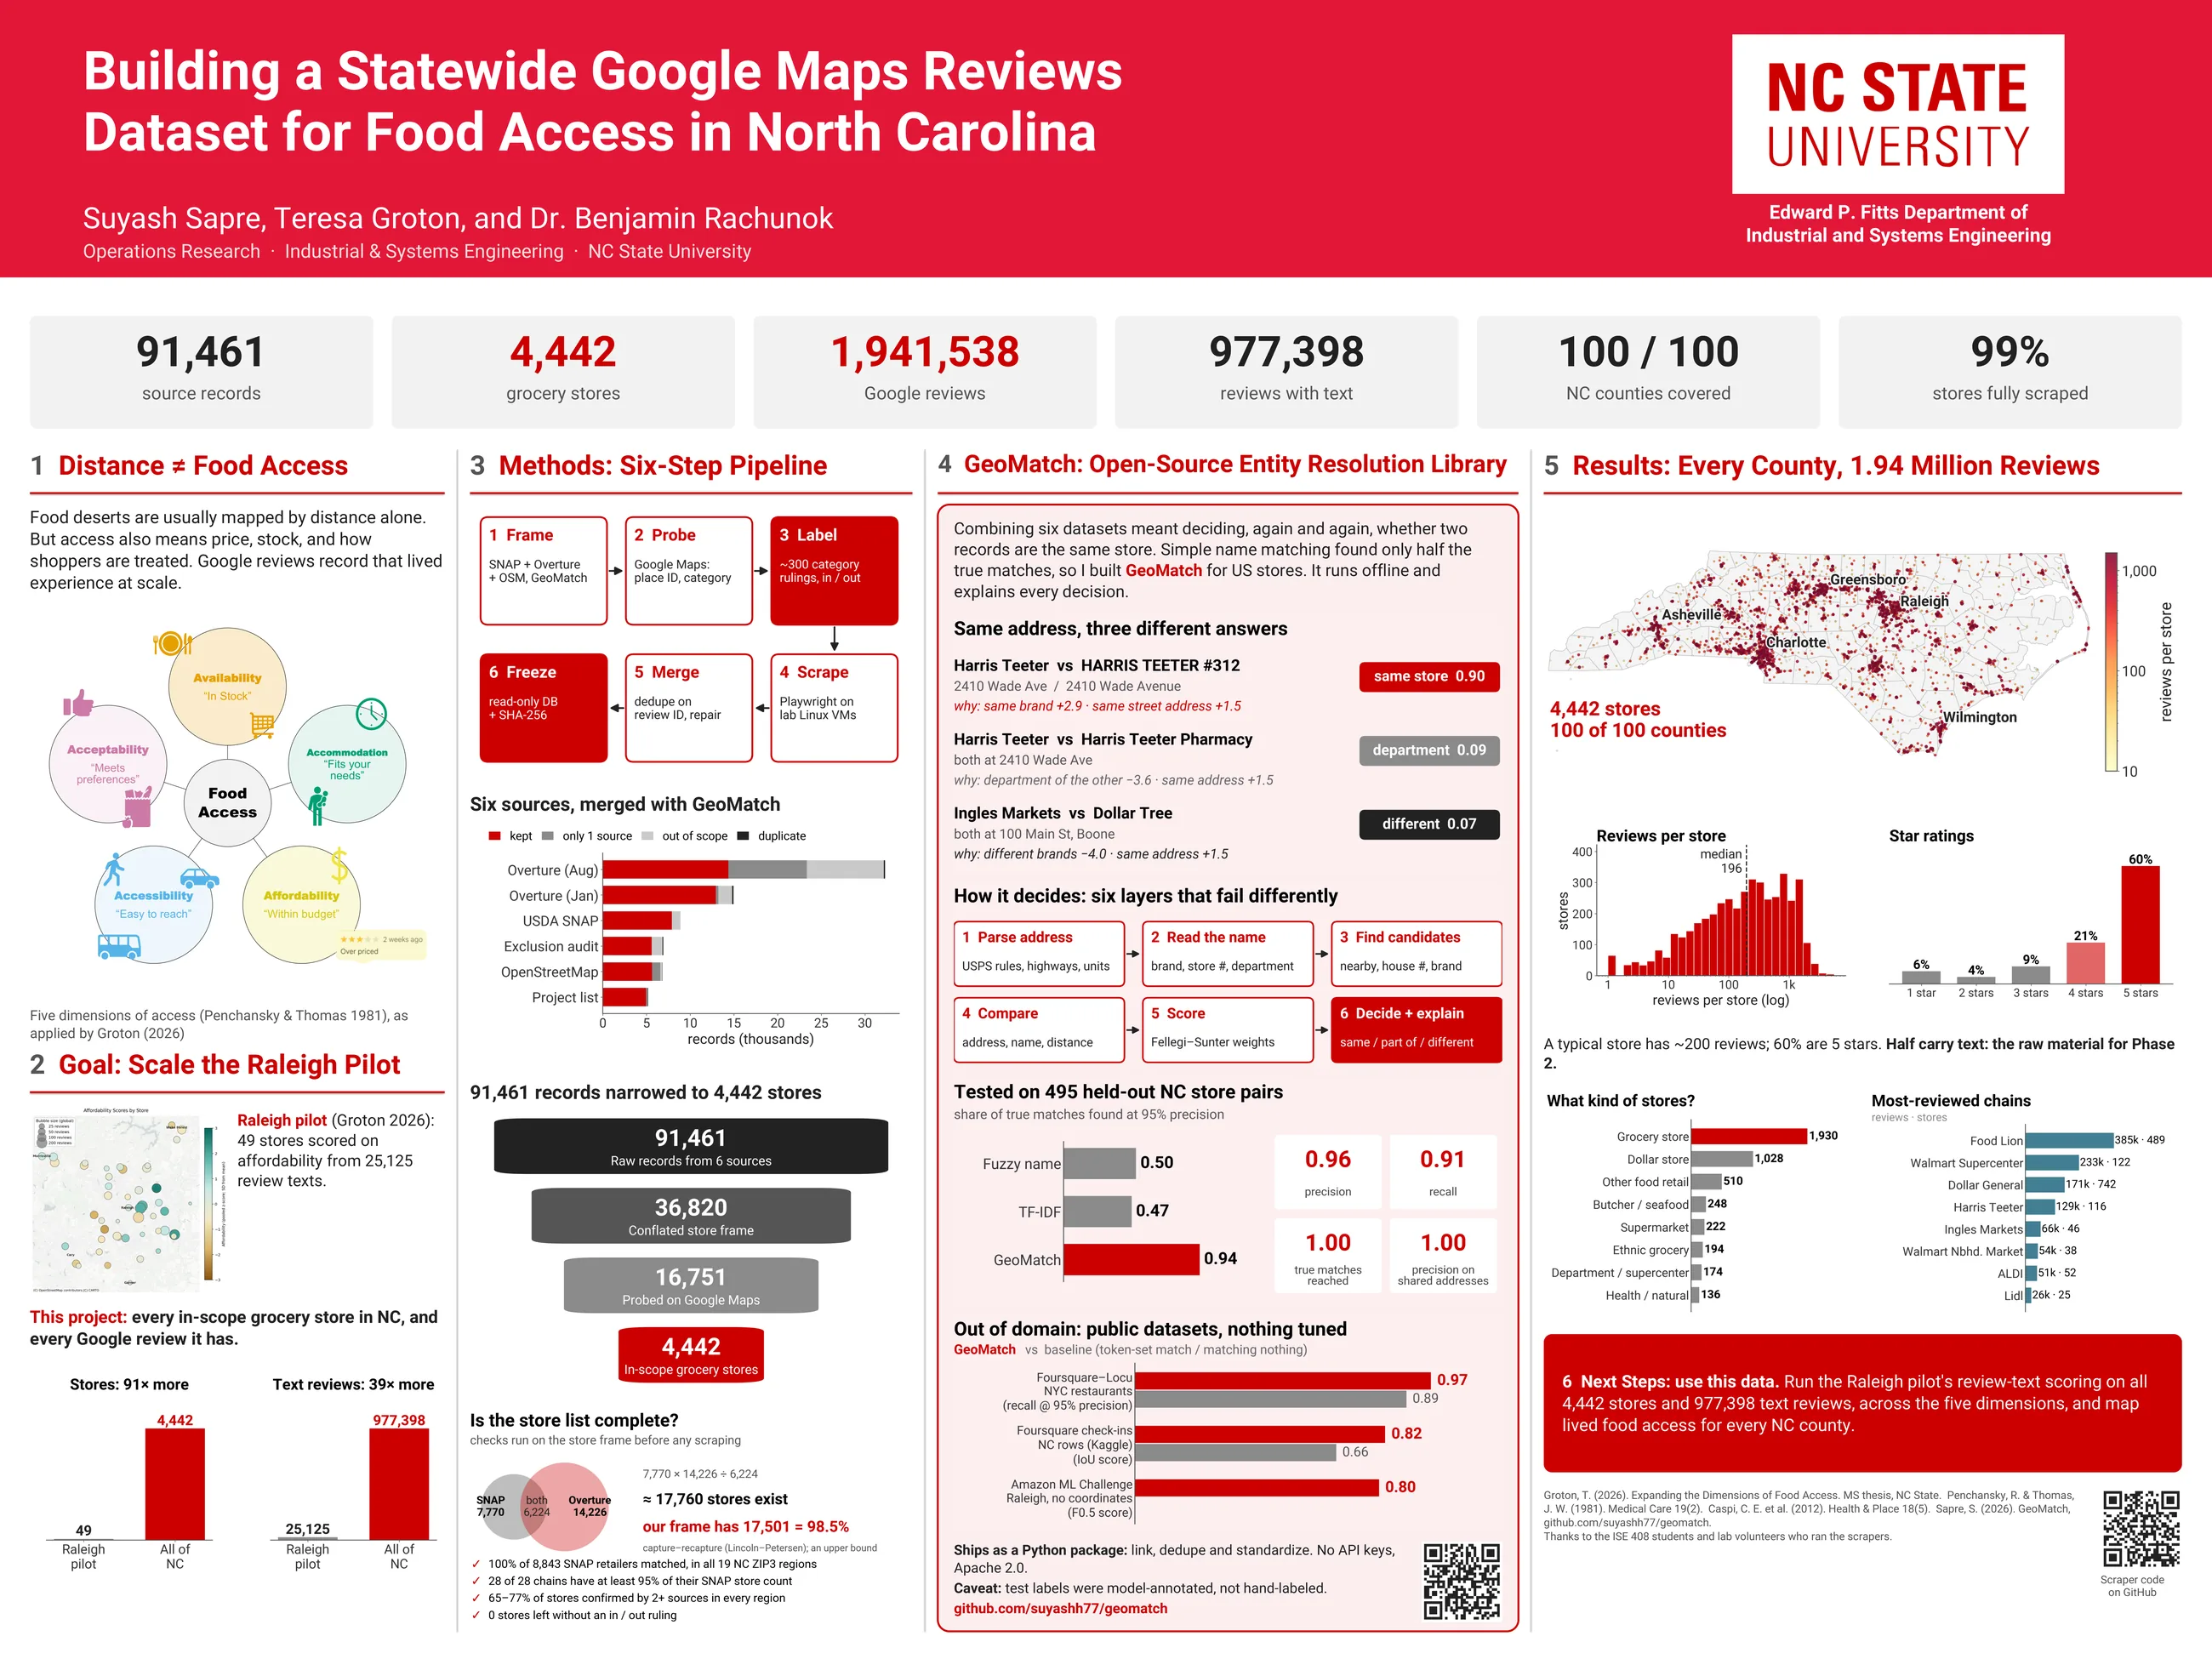 Building a Statewide Google Maps Reviews
Dataset for Food Access in North Carolina
Suyash Sapre, Teresa Groton, and Dr. Benjamin Rachunok
Operations Research · Industrial & Systems Engineering · NC State University
NC STATE
UNIVERSITY
Edward P. Fitts Department of
Industrial and Systems Engineering
91,461
source records
4,442
grocery stores
1,941,538
Google reviews
977,398
reviews with text
100 / 100
NC counties covered
99%
stores fully scraped
1 Distance ≠ Food Access
Food deserts are usually mapped by distance alone.
But access also means price, stock, and how
shoppers are treated. Google reviews record that lived
experience at scale.
Availability
“In Stock”
Acceptability
“Meets
preferences”
Accommodation
“Fits your
needs”
Food
Access
Accessibility
“Easy to reach”
Affordability
“Within budget”
2 weeks ago
Over priced
Five dimensions of access (Penchansky & Thomas 1981), as
applied by Groton (2026)
2 Goal: Scale the Raleigh Pilot
Affordability Scores by Store
Raleigh pilot (Groton 2026):
49 stores scored on
affordability from 25,125
review texts.
This project: every in-scope grocery store in NC, and
every Google review it has.
Stores: 91× more
4,442
49
Raleigh
pilot
All of
NC
Text reviews: 39× more
977,398
25,125
Raleigh
pilot
All of
NC
3 Methods: Six-Step Pipeline
1 Frame
SNAP + Overture
+ OSM, GeoMatch
2 Probe
Google Maps:
place ID, category
3 Label
~300 category
rulings, in / out
6 Freeze
read-only DB
+ SHA-256
5 Merge
dedupe on
review ID, repair
4 Scrape
Playwright on
lab Linux VMs
Six sources, merged with GeoMatch
kept only 1 source out of scope duplicate
Overture (Aug)
Overture (Jan)
USDA SNAP
Exclusion audit
OpenStreetMap
Project list
0 5 10 15 20 25 30
records (thousands)
91,461 records narrowed to 4,442 stores
91,461
Raw records from 6 sources
36,820
Conflated store frame
16,751
Probed on Google Maps
4,442
In-scope grocery stores
Is the store list complete?
checks run on the store frame before any scraping
SNAP
7,770
both
6,224
Overture
14,226
7,770 × 14,226 ÷ 6,224
≈ 17,760 stores exist
our frame has 17,501 = 98.5%
capture–recapture (Lincoln–Petersen); an upper bound
✓ 100% of 8,843 SNAP retailers matched, in all 19 NC ZIP3 regions
✓ 28 of 28 chains have at least 95% of their SNAP store count
✓ 65–77% of stores confirmed by 2+ sources in every region
✓ 0 stores left without an in / out ruling
4 GeoMatch: Open-Source Entity Resolution Library
Combining six datasets meant deciding, again and again, whether two
records are the same store. Simple name matching found only half the
true matches, so I built GeoMatch for US stores. It runs offline and
explains every decision.
Same address, three different answers
Harris Teeter vs HARRIS TEETER #312
2410 Wade Ave / 2410 Wade Avenue
why: same brand +2.9 · same street address +1.5
same store 0.90
Harris Teeter vs Harris Teeter Pharmacy
both at 2410 Wade Ave
why: department of the other −3.6 · same address +1.5
department 0.09
Ingles Markets vs Dollar Tree
both at 100 Main St, Boone
why: different brands −4.0 · same address +1.5
different 0.07
How it decides: six layers that fail differently
1 Parse address
USPS rules, highways, units
2 Read the name
brand, store #, department
3 Find candidates
nearby, house #, brand
4 Compare
address, name, distance
5 Score
Fellegi–Sunter weights
6 Decide + explain
same / part of / different
Tested on 495 held-out NC store pairs
share of true matches found at 95% precision
Fuzzy name 0.50
TF-IDF 0.47
GeoMatch 0.94
0.96
precision
0.91
recall
1.00
true matches
reached
1.00
precision on
shared addresses
Out of domain: public datasets, nothing tuned
GeoMatch vs baseline (token-set match / matching nothing)
Foursquare–Locu
NYC restaurants
(recall @ 95% precision)
0.97
0.89
Foursquare check-ins
NC rows (Kaggle)
(IoU score)
0.82
0.66
Amazon ML Challenge
Raleigh, no coordinates
(F0.5 score)
0.80
Ships as a Python package: link, dedupe and standardize. No API keys,
Apache 2.0.
Caveat: test labels were model-annotated, not hand-labeled.
github.com/suyashh77/geomatch
5 Results: Every County, 1.94 Million Reviews
Greensboro
Raleigh
Asheville
Charlotte
Wilmington
4,442 stores
100 of 100 counties
1,000
100
10
reviews per store
Reviews per store
median
196
400
300
200
100
0
stores
1 10 100 1k
reviews per store (log)
Star ratings
6% 4% 9% 21% 60%
1 star 2 stars 3 stars 4 stars 5 stars
A typical store has ~200 reviews; 60% are 5 stars. Half carry text: the raw material for Phase
2.
What kind of stores?
Grocery store 1,930
Dollar store 1,028
Other food retail 510
Butcher / seafood 248
Supermarket 222
Ethnic grocery 194
Department / supercenter 174
Health / natural 136
Most-reviewed chains
reviews · stores
Food Lion 385k · 489
Walmart Supercenter 233k · 122
Dollar General 171k · 742
Harris Teeter 129k · 116
Ingles Markets 66k · 46
Walmart Nbhd. Market 54k · 38
ALDI 51k · 52
Lidl 26k · 25
6 Next Steps: use this data. Run the Raleigh pilot's review-text scoring on all
4,442 stores and 977,398 text reviews, across the five dimensions, and map
lived food access for every NC county.
Groton, T. (2026). Expanding the Dimensions of Food Access. MS thesis, NC State. Penchansky, R. & Thomas,
J. W. (1981). Medical Care 19(2). Caspi, C. E. et al. (2012). Health & Place 18(5). Sapre, S. (2026). GeoMatch,
github.com/suyashh77/geomatch.
Thanks to the ISE 408 students and lab volunteers who ran the scrapers.
Scraper code
on GitHub